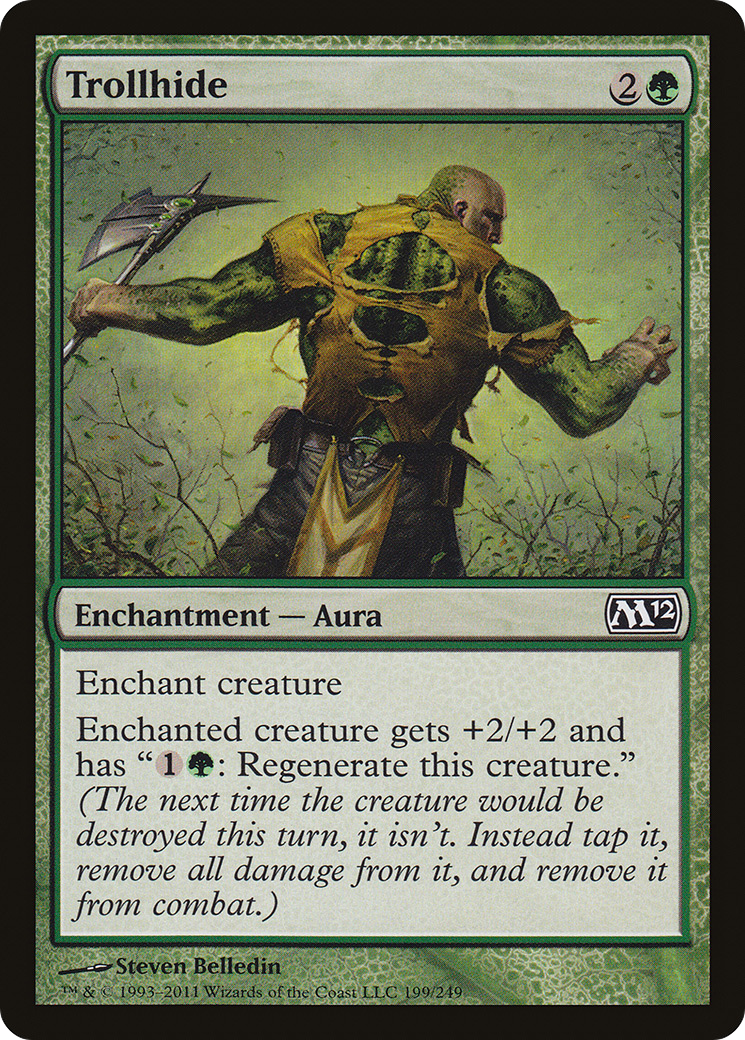 Trollhide 2
Enchantment — Aura M12
Enchant creature
Enchanted creature gets +2/+2 and
has “1 : Regenerate this creature.”
(The next time the creature would be
destroyed this turn, it isn’t. Instead tap it,
remove all damage from it, and remove it
from combat.)
Steven Belledin
™ & © 1993–2011 Wizards of the Coast LLC 199/249